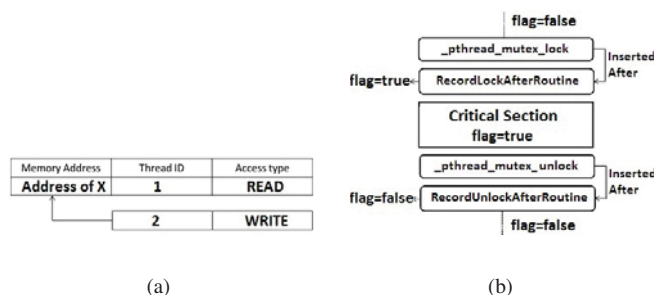 flag=false
_pthread_mutex_lock
Inserted
After
flag=true
RecordLockAfterRoutine
Critical Section
flag=true
_pthread_mutex_unlock
Inserted
After
flag=false
RecordUnlockAfterRoutine
flag=false
Memory Address Thread ID Access type
Address of X 1 READ
2 WRITE
(a) (b)